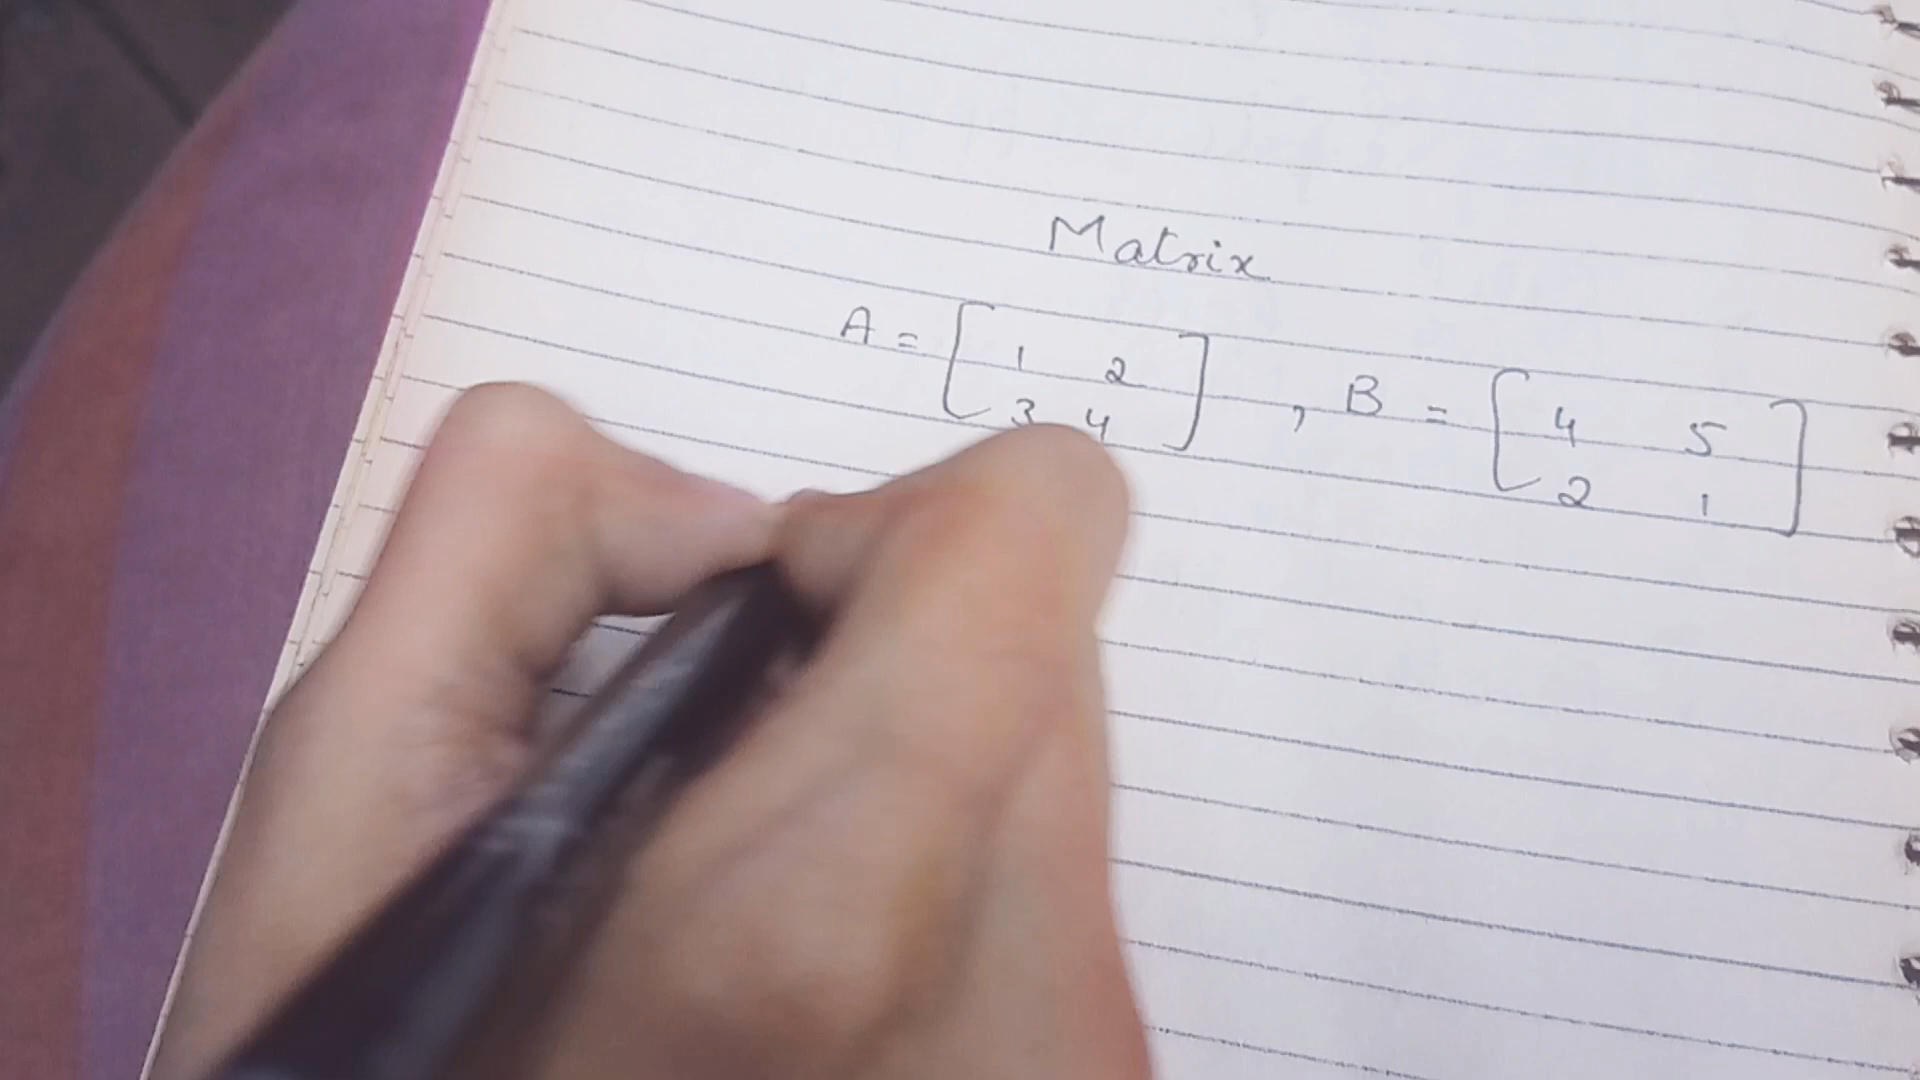 Matrix
A = [ 1 2 ] , B = [ 4 5 ]
3 4 2 1